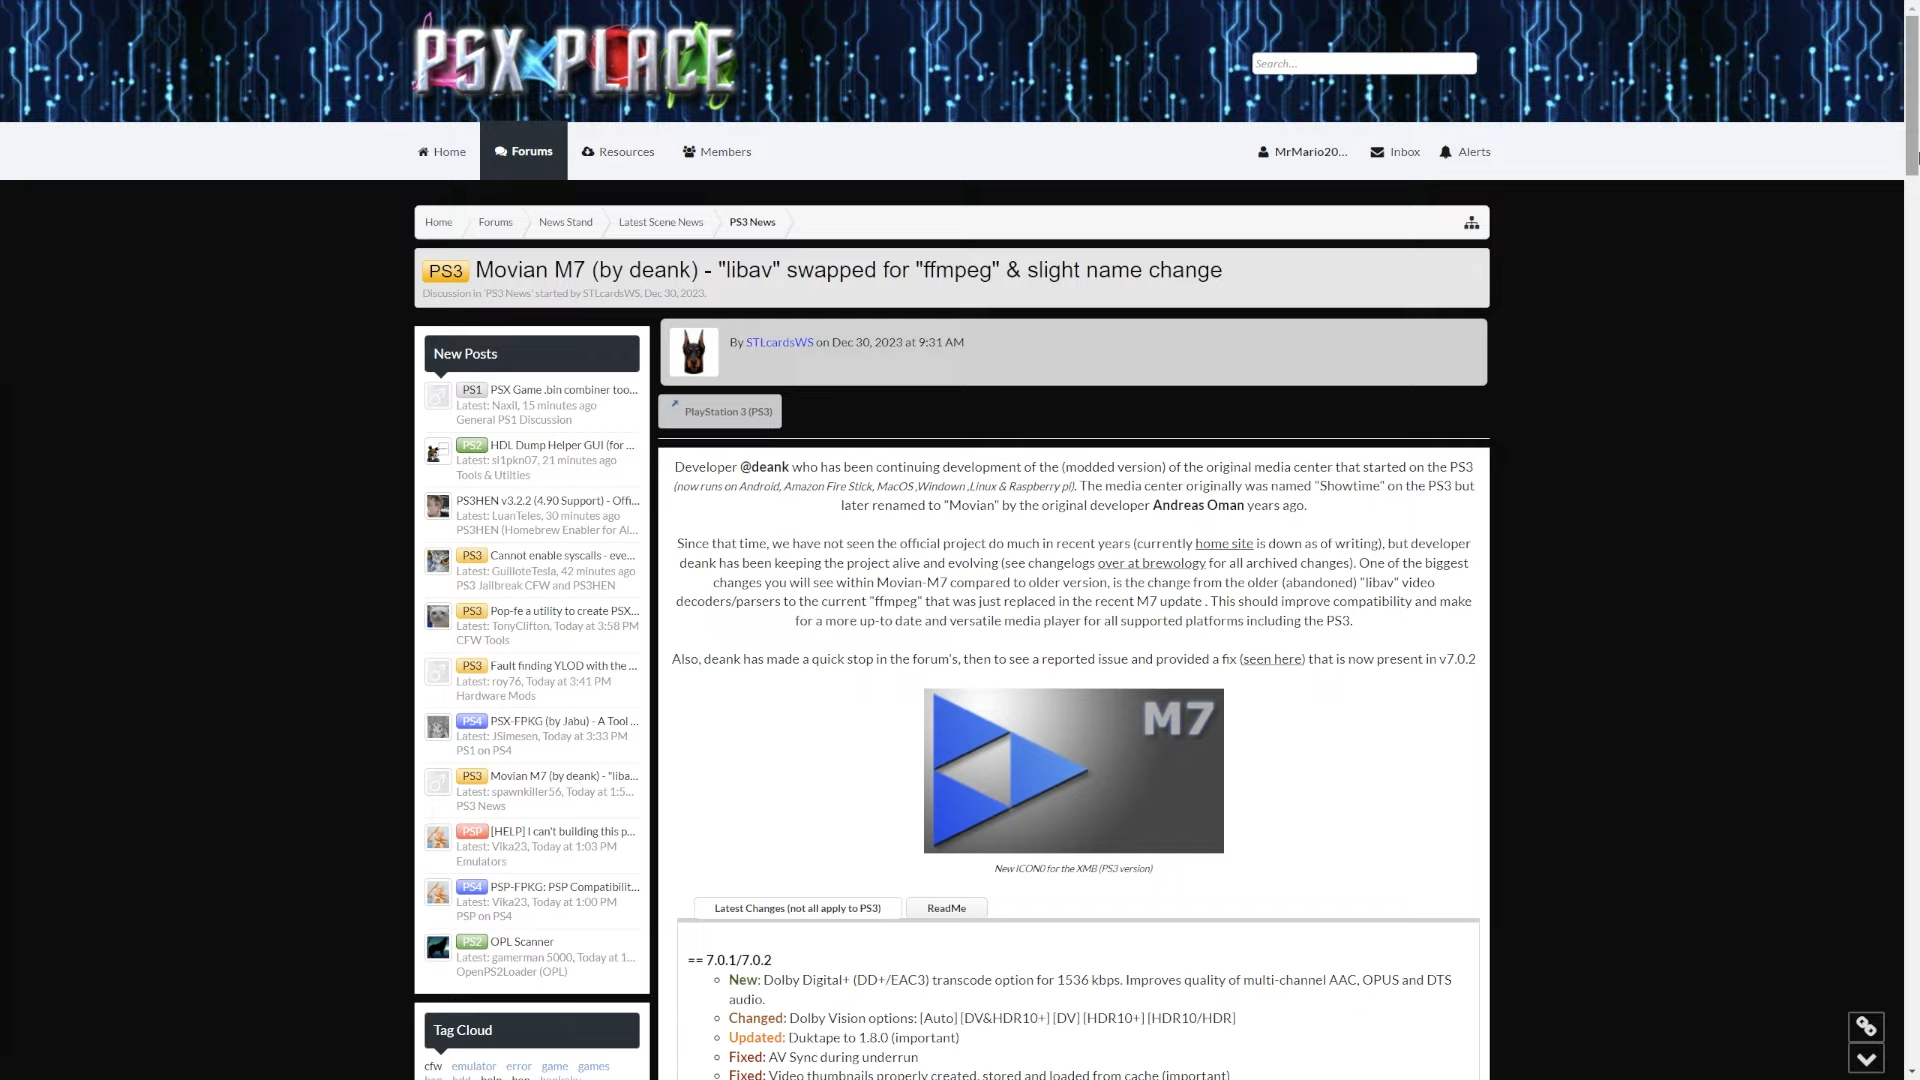 PSX PLACE
Search...
Home
Forums
Resources
Members
MrMario20...
Inbox
Alerts
Home
Forums
News Stand
Latest Scene News
PS3 News
PS3 Movian M7 (by deank) - "libav" swapped for "ffmpeg" & slight name change
Discussion in 'PS3 News' started by STLcardsWS, Dec 30, 2023.
New Posts
PS1 PSX Game .bin combiner too...
Latest: Naxil, 15 minutes ago
General PS1 Discussion
PS2 HDL Dump Helper GUI (for ...
Latest: sl1pkn07, 21 minutes ago
Tools & Utilties
PS3HEN v3.2.2 (4.90 Support) - Offi...
Latest: LuanTeles, 30 minutes ago
PS3HEN (Homebrew Enabler for Al...
PS3 Cannot enable syscalls - eve...
Latest: GuilloteTesla, 42 minutes ago
PS3 Jailbreak CFW and PS3HEN
PS3 Pop-fe a utility to create PSX...
Latest: TonyClifton, Today at 3:58 PM
CFW Tools
PS3 Fault finding YLOD with the ...
Latest: roy76, Today at 3:41 PM
Hardware Mods
PS4 PSX-FPKG (by Jabu) - A Tool ...
Latest: JSimesen, Today at 3:33 PM
PS1 on PS4
PS3 Movian M7 (by deank) - "liba...
Latest: spawnkiller56, Today at 1:5...
PS3 News
PSP [HELP] I can't building this p...
Latest: Vika23, Today at 1:03 PM
Emulators
PS4 PSP-FPKG: PSP Compatibilit...
Latest: Vika23, Today at 1:00 PM
PSP on PS4
PS2 OPL Scanner
Latest: gamerman 5000, Today at 1...
OpenPS2Loader (OPL)
Tag Cloud
cfw emulator error game games
By STLcardsWS on Dec 30, 2023 at 9:31 AM
PlayStation 3 (PS3)
Developer @deank who has been continuing development of the (modded version) of the original media center that started on the PS3
(now runs on Android, Amazon Fire Stick, MacOS ,Window ,Linux & Raspberry pi). The media center originally was named "Showtime" on the PS3 but
later renamed to "Movian" by the original developer Andreas Oman years ago.
Since that time, we have not seen the official project do much in recent years (currently home site is down as of writing), but developer
deank has been keeping the project alive and evolving (see changelogs over at brewology for all archived changes). One of the biggest
changes you will see within Movian-M7 compared to older version, is the change from the older (abandoned) "libav" video
decoders/parsers to the current "ffmpeg" that was just replaced in the recent M7 update . This should improve compatibility and make
for a more up-to date and versatile media player for all supported platforms including the PS3.
Also, deank has made a quick stop in the forum's, then to see a reported issue and provided a fix (seen here) that is now present in v7.0.2
M7
New ICON0 for the XMB (PS3 version)
Latest Changes (not all apply to PS3)
ReadMe
== 7.0.1/7.0.2
New: Dolby Digital+ (DD+/EAC3) transcode option for 1536 kbps. Improves quality of multi-channel AAC, OPUS and DTS
audio.
Changed: Dolby Vision options: [Auto] [DV&HDR10+] [DV] [HDR10+] [HDR10/HDR]
Updated: Duktape to 1.8.0 (important)
Fixed: AV Sync during underrun
Fixed: Video thumbnails properly created, stored and loaded from cache (important)